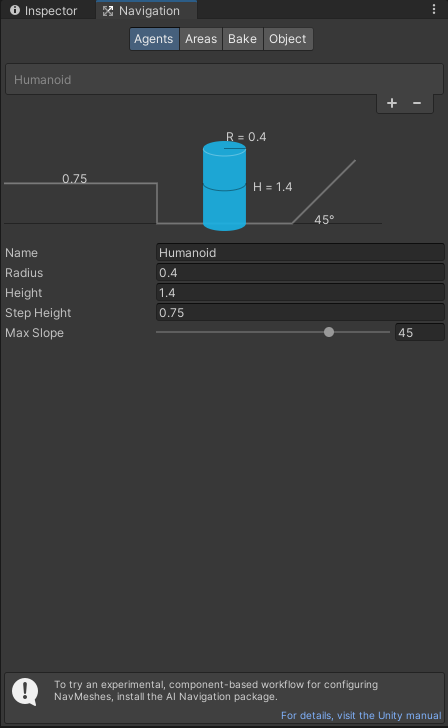 Inspector Navigation
Agents Areas Bake Object
Humanoid
R = 0.4
0.75
H = 1.4
45°
Name Humanoid
Radius 0.4
Height 1.4
Step Height 0.75
Max Slope 45
To try an experimental, component-based workflow for configuring
NavMeshes, install the AI Navigation package.
For details, visit the Unity manual